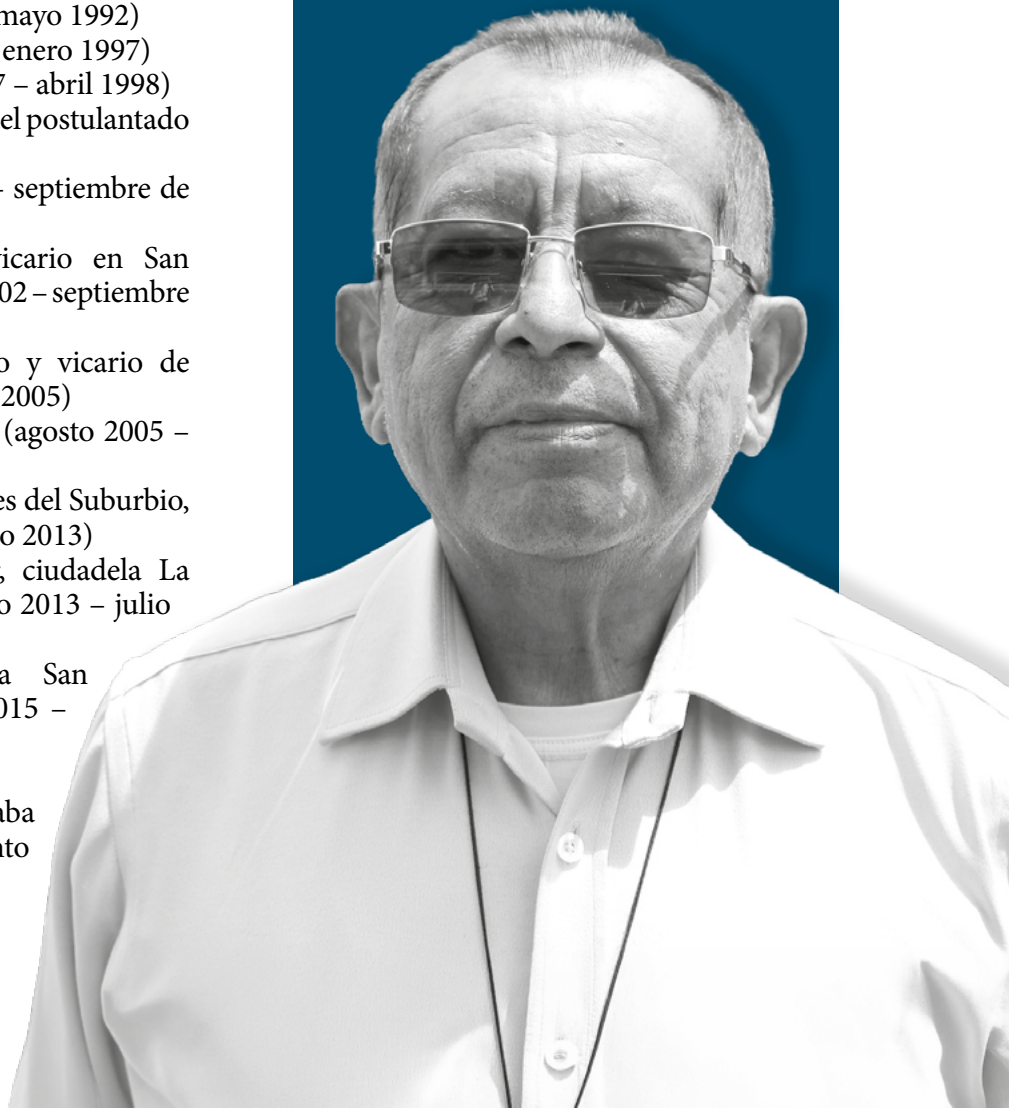 mayo 1992)
enero 1997)
7 – abril 1998)
el postulantado
– septiembre de
vicario en San
02 – septiembre
o y vicario de
2005)
(agosto 2005 –
es del Suburbio,
o 2013)
, ciudadela La
o 2013 – julio
a San
015 –
aba
nto